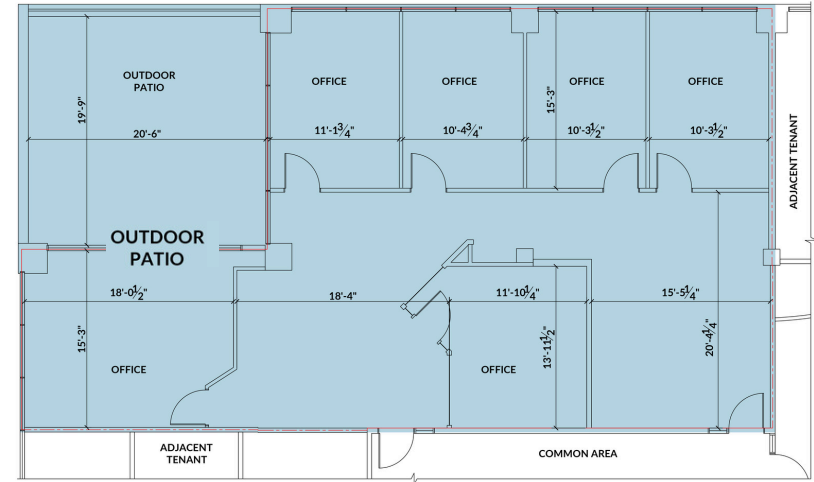 OUTDOOR
PATIO
OFFICE
OFFICE
OFFICE
OFFICE
19'-9"
15'-3"
20'-6"
11'-1¾"
10'-4¾"
10'-3½"
10'-3½"
ADJACENT TENANT
OUTDOOR
PATIO
18'-0½"
18'-4"
11'-10¼"
15'-5¼"
15'-3"
13'-11½"
20'-4¼"
OFFICE
OFFICE
ADJACENT
TENANT
COMMON AREA